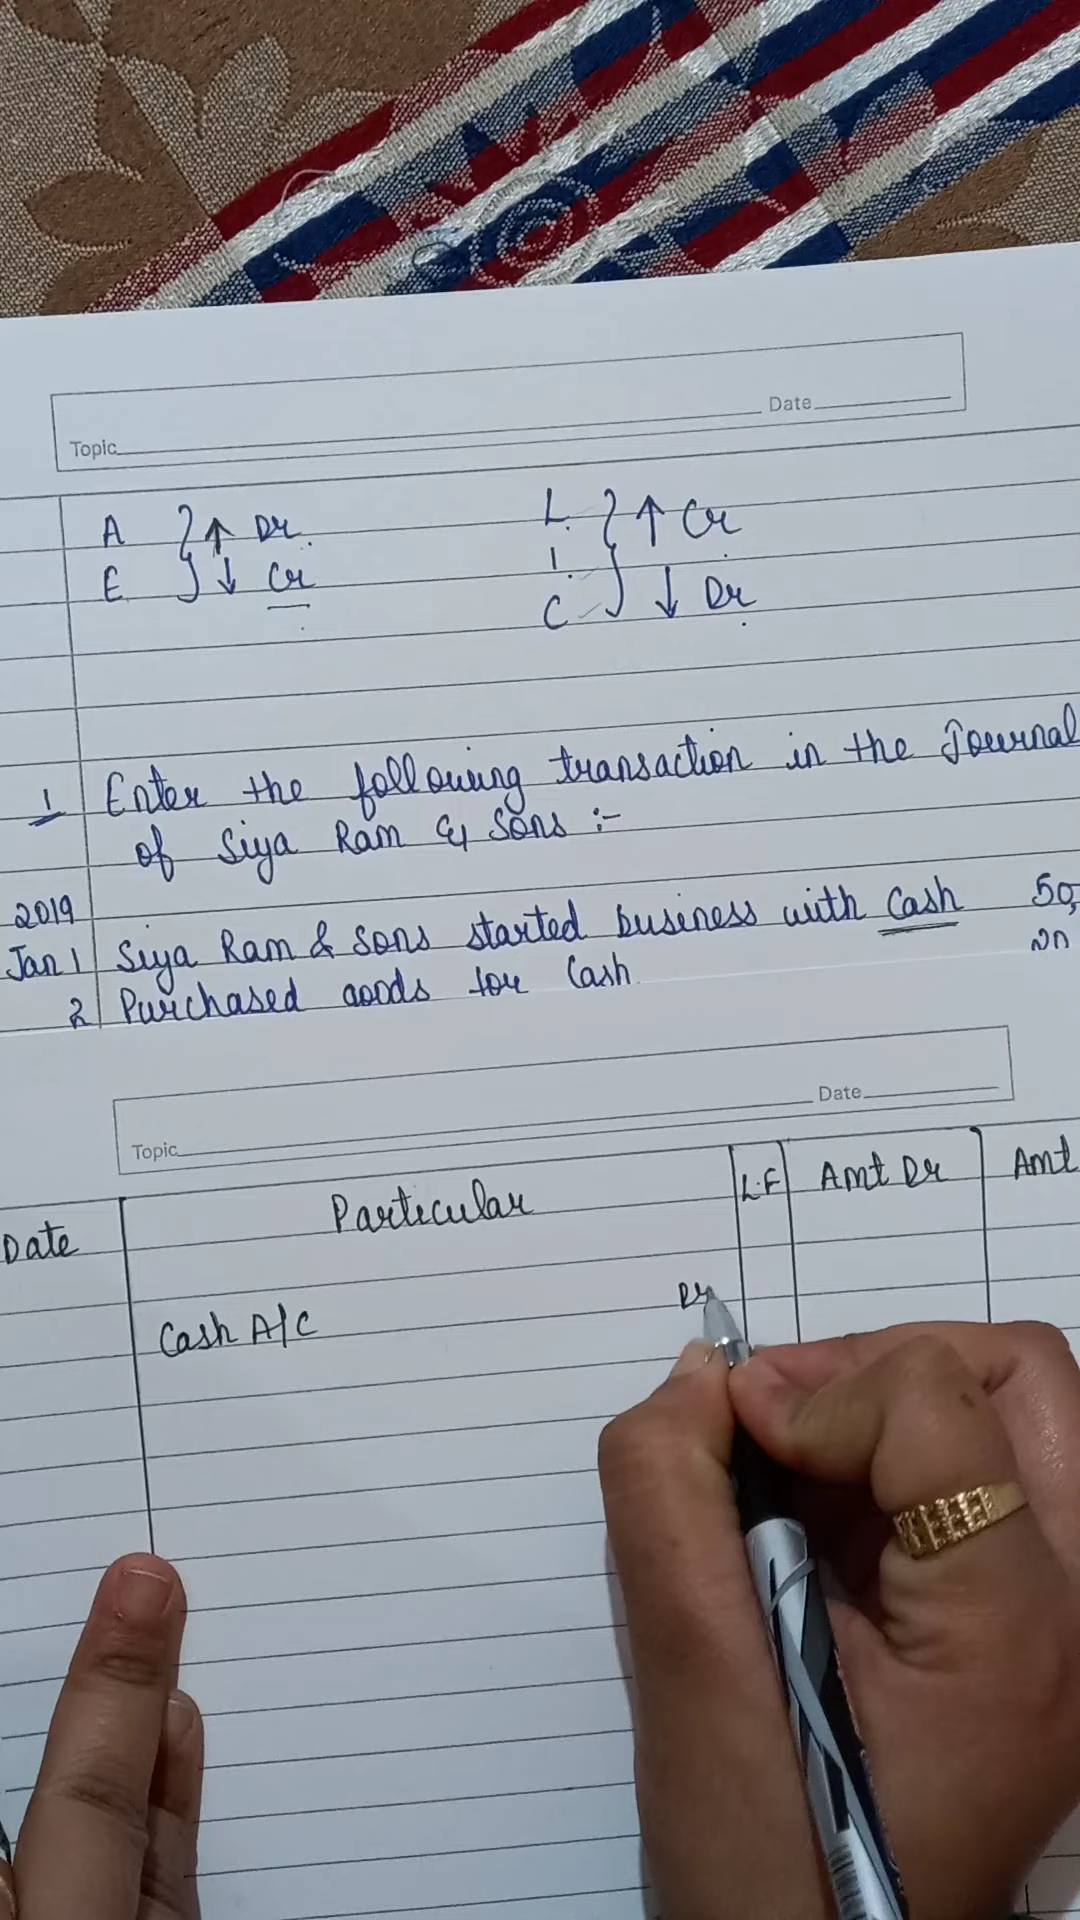 Topic Date
A ↑ Dr.
E ↓ Cr
L ↑ Cr
I
C ↓ Dr
1 Enter the following transaction in the Journal
of Siya Ram & Sons :-
2019
Jan 1 Siya Ram & Sons started business with Cash 50,
2 Purchased goods for Cash
Topic Date
Date Particular L.F Amt Dr Amt
Cash A/C Dr